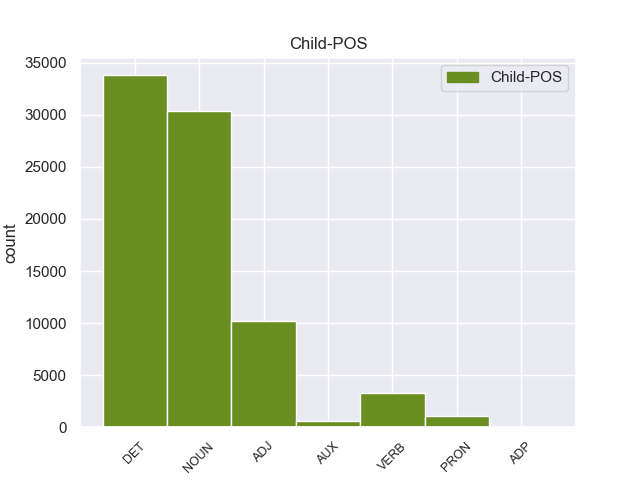 Child-POS
35000
30000
25000
20000
15000
10000
5000
0
count
Child-POS
DET
NOUN
ADJ
AUX
VERB
PRON
ADP